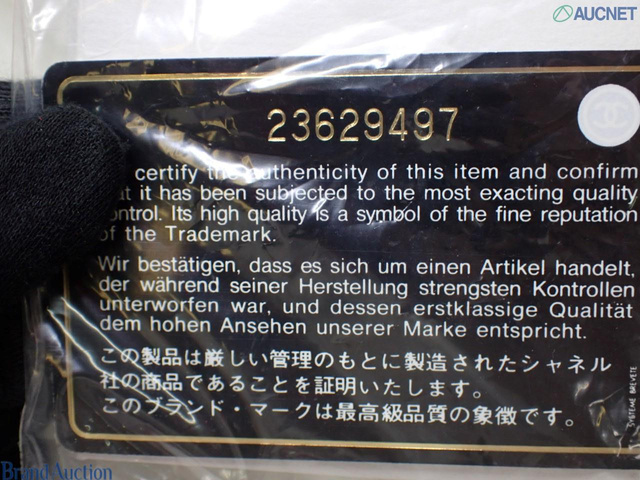 AUCNET
23629497
certify the authenticity of this item and confirm
it has been subjected to the most exacting quality
control. Its high quality is a symbol of the fine reputation
of the Trademark.
Wir bestätigen, dass es sich um einen Artikel handelt,
der während seiner Herstellung strengsten Kontrollen
unterworfen war, und dessen erstklassige Qualität
dem hohen Ansehen unserer Marke entspricht.
この製品は厳しい管理のもとに製造されたシャネル
社の商品であることを証明いたします。
このブランド・マークは最高級品質の象徴です。
SYSTEME BREVETE
Brand Auction